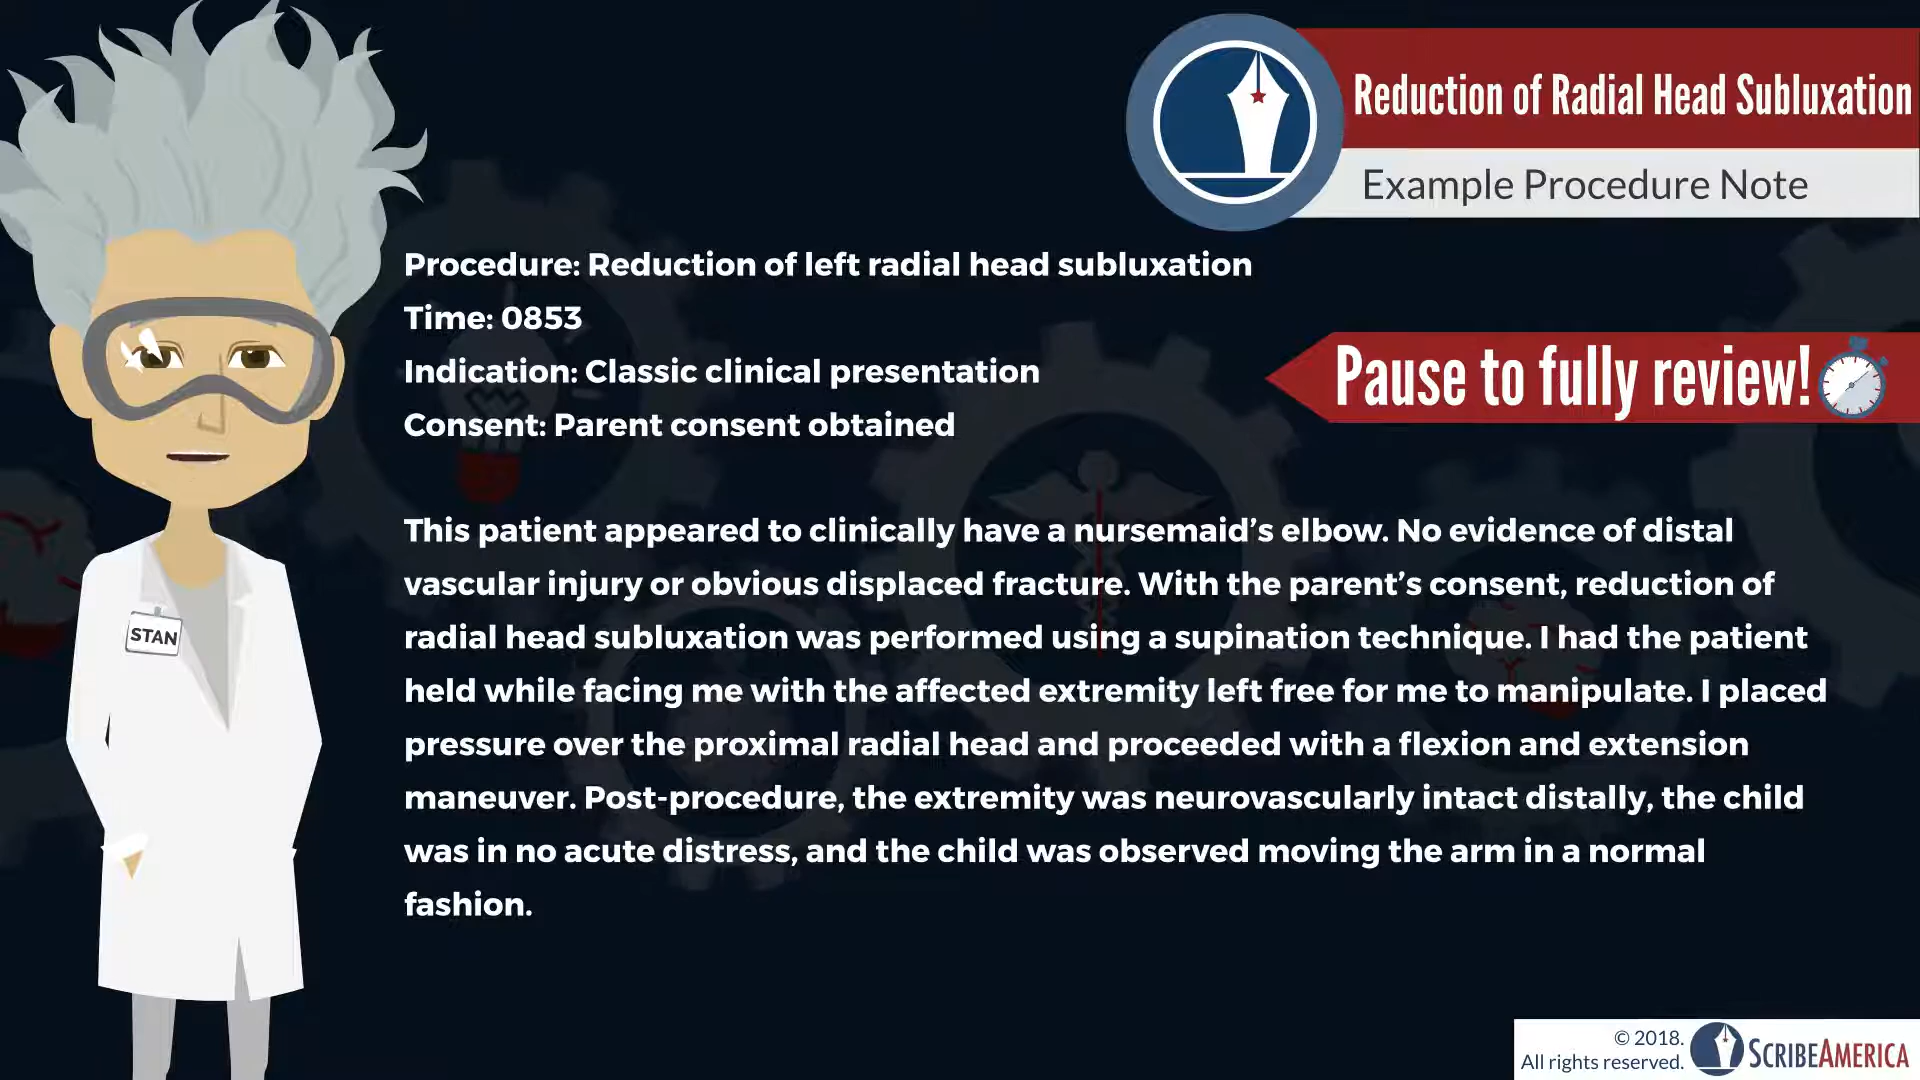 Reduction of Radial Head Subluxation
Example Procedure Note
Procedure: Reduction of left radial head subluxation
Time: 0853
Indication: Classic clinical presentation
Consent: Parent consent obtained
Pause to fully review!
This patient appeared to clinically have a nursemaid’s elbow. No evidence of distal
vascular injury or obvious displaced fracture. With the parent’s consent, reduction of
radial head subluxation was performed using a supination technique. I had the patient
held while facing me with the affected extremity left free for me to manipulate. I placed
pressure over the proximal radial head and proceeded with a flexion and extension
maneuver. Post-procedure, the extremity was neurovascularly intact distally, the child
was in no acute distress, and the child was observed moving the arm in a normal
fashion.
STAN
© 2018.
All rights reserved.
SCRIBEAMERICA